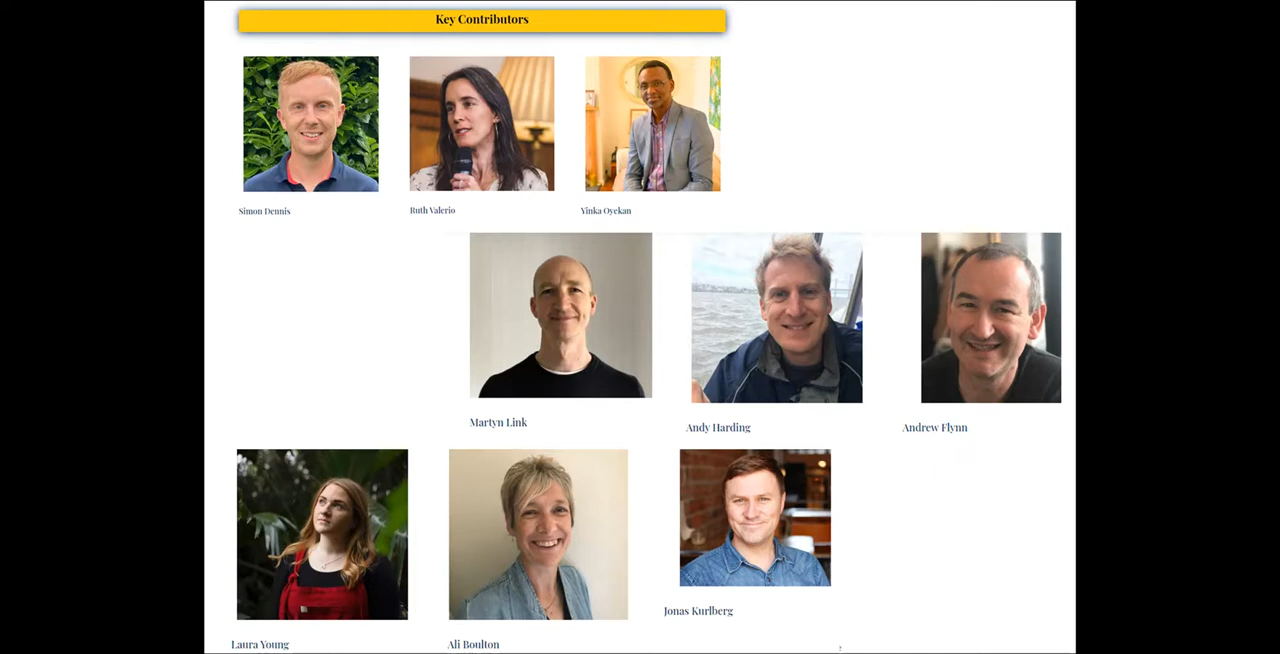 Key Contributors
Simon Dennis
Ruth Valerio
Yinka Oyekan
Martyn Link
Andy Harding
Andrew Flynn
Jonas Kurlberg
Laura Young
Ali Boulton